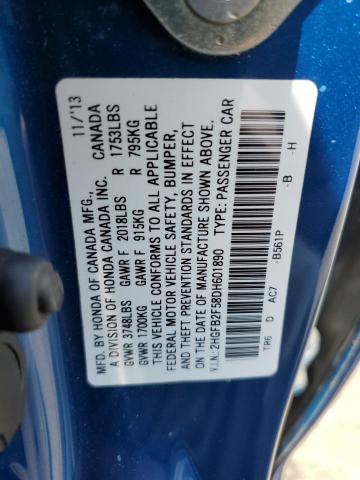 MFD. BY HONDA OF CANADA MFG. 11/13
A DIVISION OF HONDA CANADA INC. CANADA
GVWR 3748LBS GAWR F 2018LBS R 1753LBS
GVWR 1700KG GAWR F 915KG R 795KG
THIS VEHICLE CONFORMS TO ALL APPLICABLE
FEDERAL MOTOR VEHICLE SAFETY, BUMPER,
AND THEFT PREVENTION STANDARDS IN EFFECT
ON THE DATE OF MANUFACTURE SHOWN ABOVE.
V.I.N.: 2HGFB2F58DH601890 TYPE: PASSENGER CAR
TR6 D AC7 -B561P -B -H